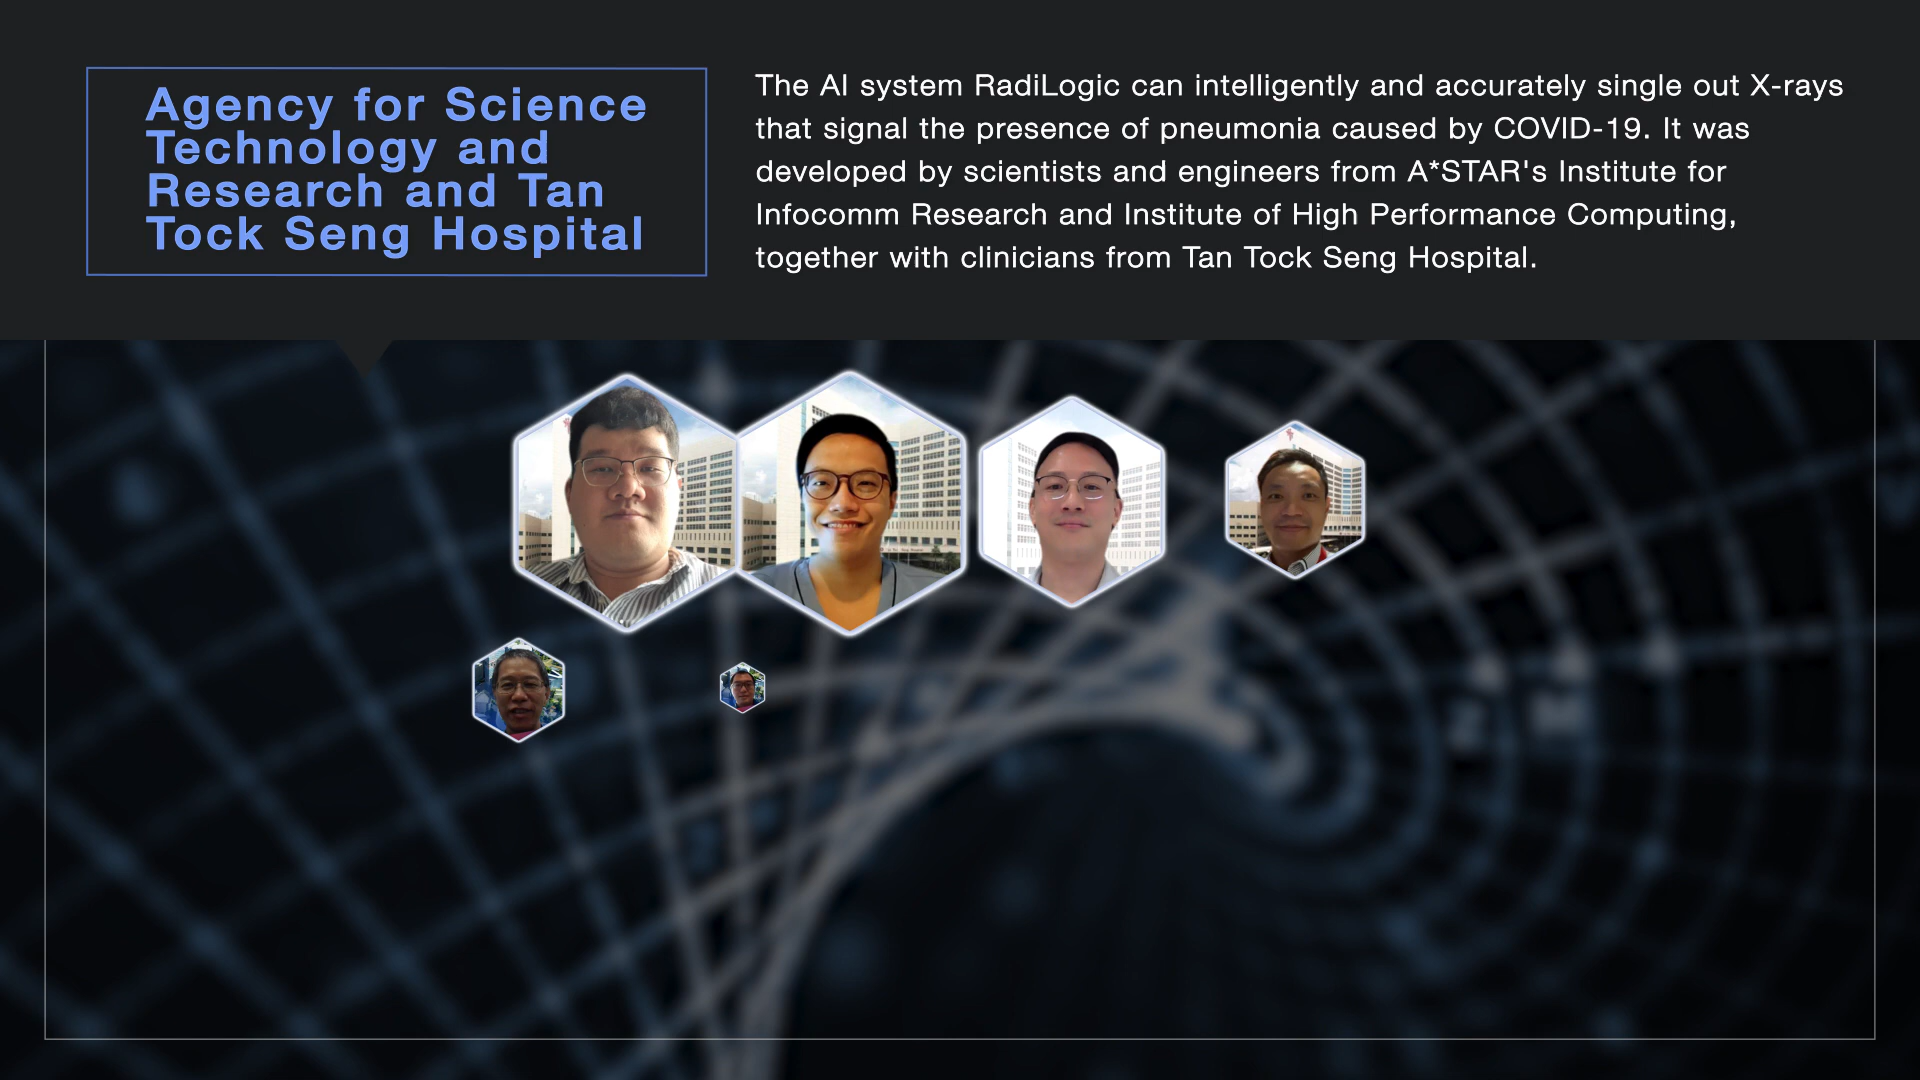 Agency for Science
Technology and
Research and Tan
Tock Seng Hospital
The AI system RadiLogic can intelligently and accurately single out X-rays
that signal the presence of pneumonia caused by COVID-19. It was
developed by scientists and engineers from A*STAR's Institute for
Infocomm Research and Institute of High Performance Computing,
together with clinicians from Tan Tock Seng Hospital.